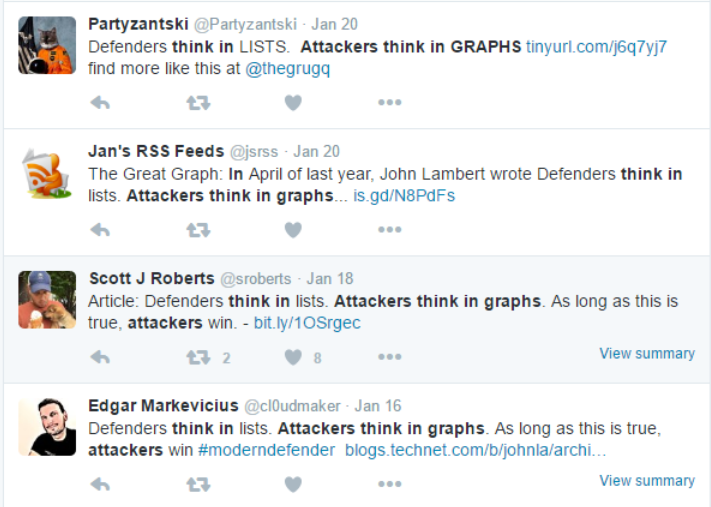 Partyzantski @Partyzantski · Jan 20
Defenders think in LISTS. Attackers think in GRAPHS tinyurl.com/j6q7yj7
find more like this at @thegrugq
Jan's RSS Feeds @jsrss · Jan 20
The Great Graph: In April of last year, John Lambert wrote Defenders think in
lists. Attackers think in graphs... is.gd/N8PdFs
Scott J Roberts @sroberts · Jan 18
Article: Defenders think in lists. Attackers think in graphs. As long as this is
true, attackers win. - bit.ly/1OSrgec
2 8 View summary
Edgar Markevicius @cl0udmaker · Jan 16
Defenders think in lists. Attackers think in graphs. As long as this is true,
attackers win #moderndefender blogs.technet.com/b/johnla/archi...
View summary